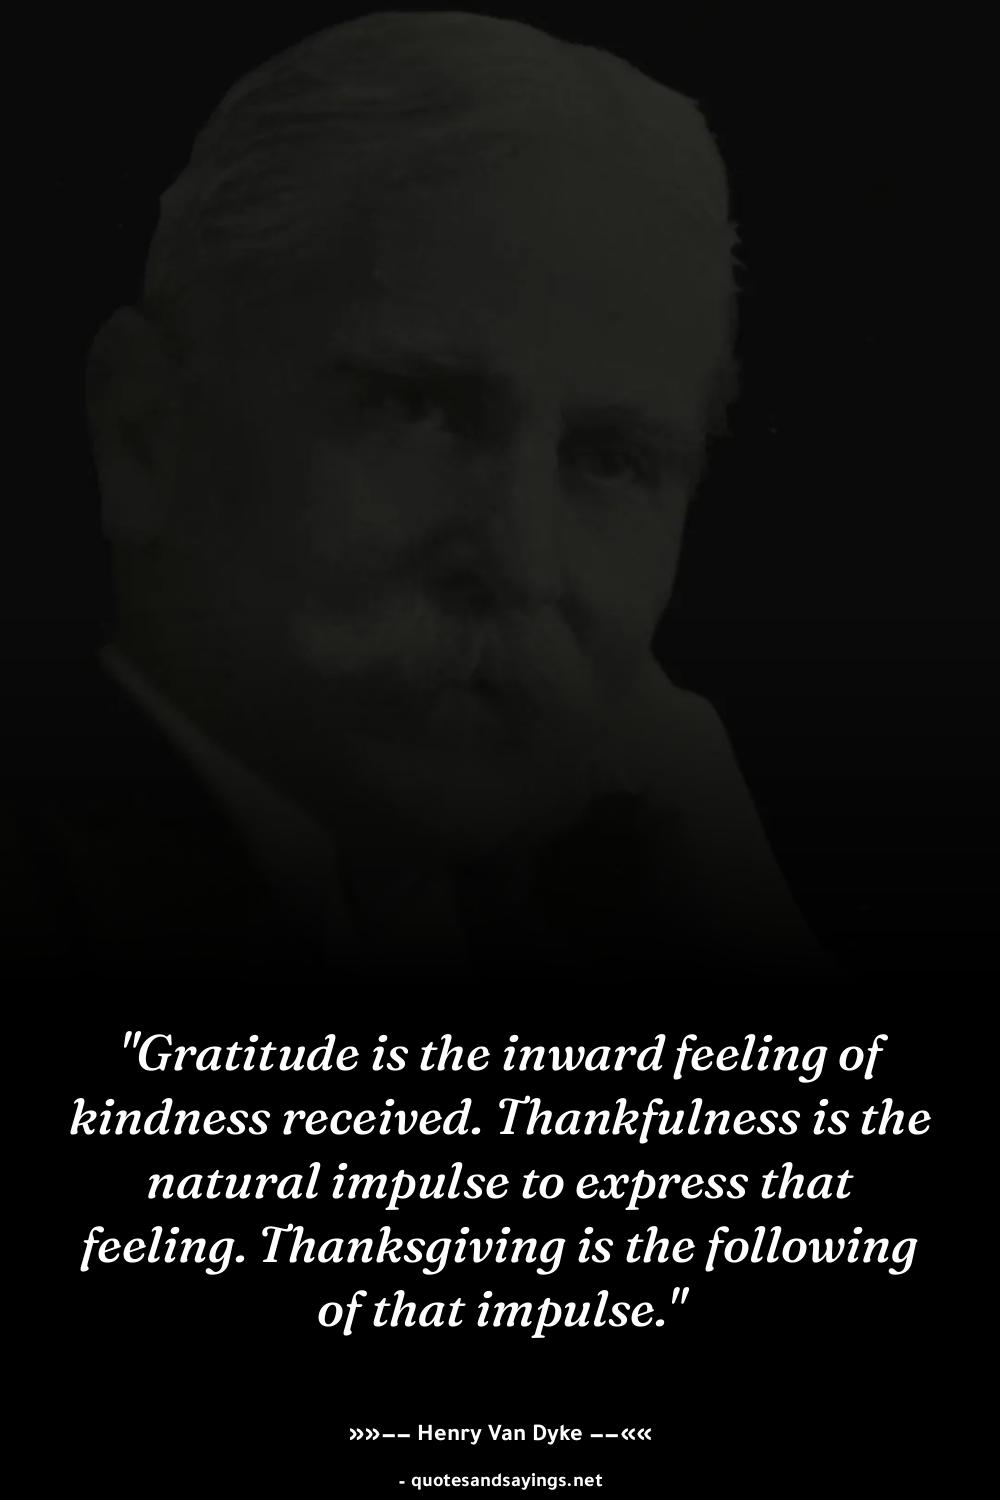 "Gratitude is the inward feeling of
kindness received. Thankfulness is the
natural impulse to express that
feeling. Thanksgiving is the following
of that impulse."
»»−− Henry Van Dyke −−««
- quotesandsayings.net